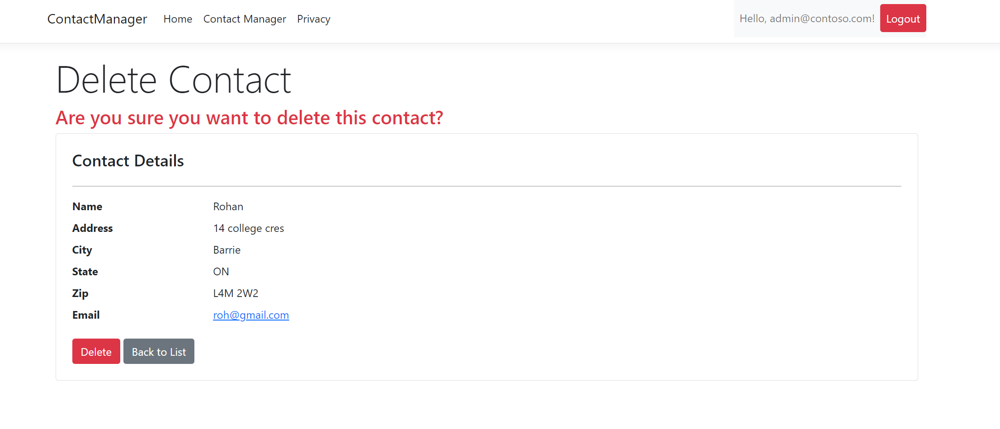 ContactManager Home Contact Manager Privacy Hello, admin@contoso.com! Logout
Delete Contact
Are you sure you want to delete this contact?
Contact Details
Name Rohan
Address 14 college cres
City Barrie
State ON
Zip L4M 2W2
Email roh@gmail.com
Delete Back to List